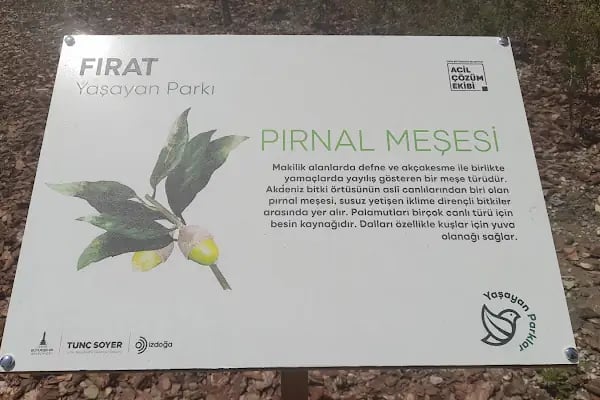 FIRAT
Yaşayan Parkı
ACİL
ÇÖZÜM
EKİBİ
PIRNAL MEŞESİ
Makilik alanlarda defne ve akçakesme ile birlikte
yamaçlarda yayılış gösteren bir meşe türüdür.
Akdeniz bitki örtüsünün asli canlılarından biri olan
pırnal meşesi, susuz yetişen iklime dirençli bitkiler
arasında yer alır. Palamutları birçok canlı türü için
besin kaynağıdır. Dalları özellikle kuşlar için yuva
olanağı sağlar.
TUNÇ SOYER
izdoğa
Yaşayan Parklar